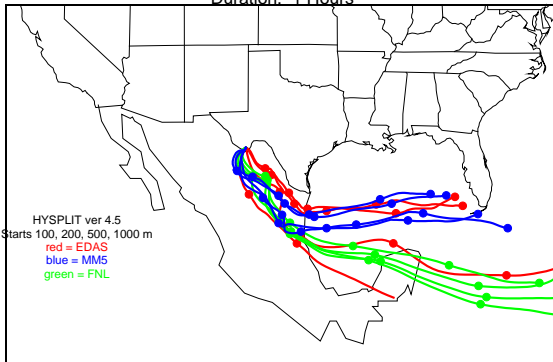 HYSPLIT ver 4.5
Starts 100, 200, 500, 1000 m
red = EDAS
blue = MM5
green = FNL